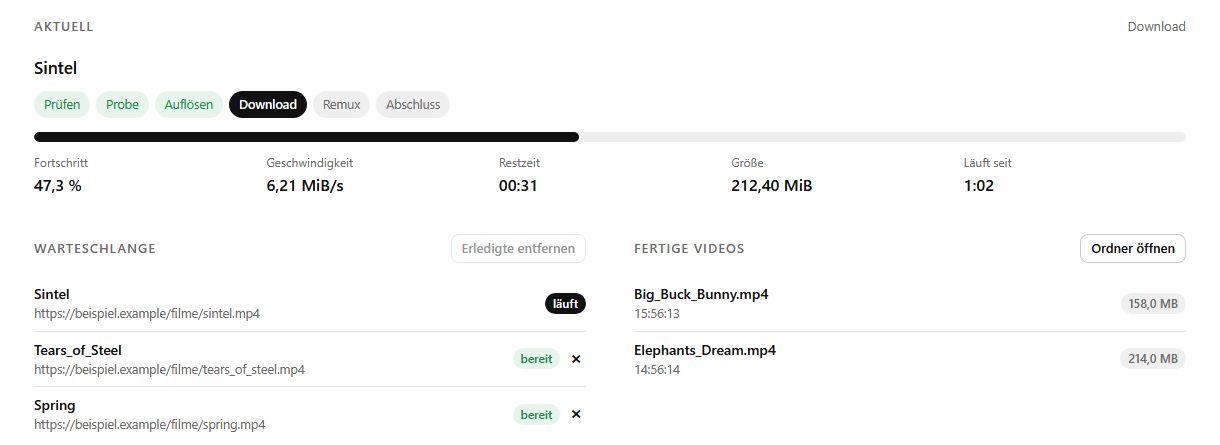 AKTUELL
Download
Sintel
Prüfen Probe Auflösen Download Remux Abschluss
Fortschritt Geschwindigkeit Restzeit Größe Läuft seit
47,3 % 6,21 MiB/s 00:31 212,40 MiB 1:02
WARTESCHLANGE Erledigte entfernen
Sintel
https://beispiel.example/filme/sintel.mp4
läuft
Tears_of_Steel
https://beispiel.example/filme/tears_of_steel.mp4
bereit ×
Spring
https://beispiel.example/filme/spring.mp4
bereit ×
FERTIGE VIDEOS Ordner öffnen
Big_Buck_Bunny.mp4
15:56:13
158,0 MB
Elephants_Dream.mp4
14:56:14
214,0 MB